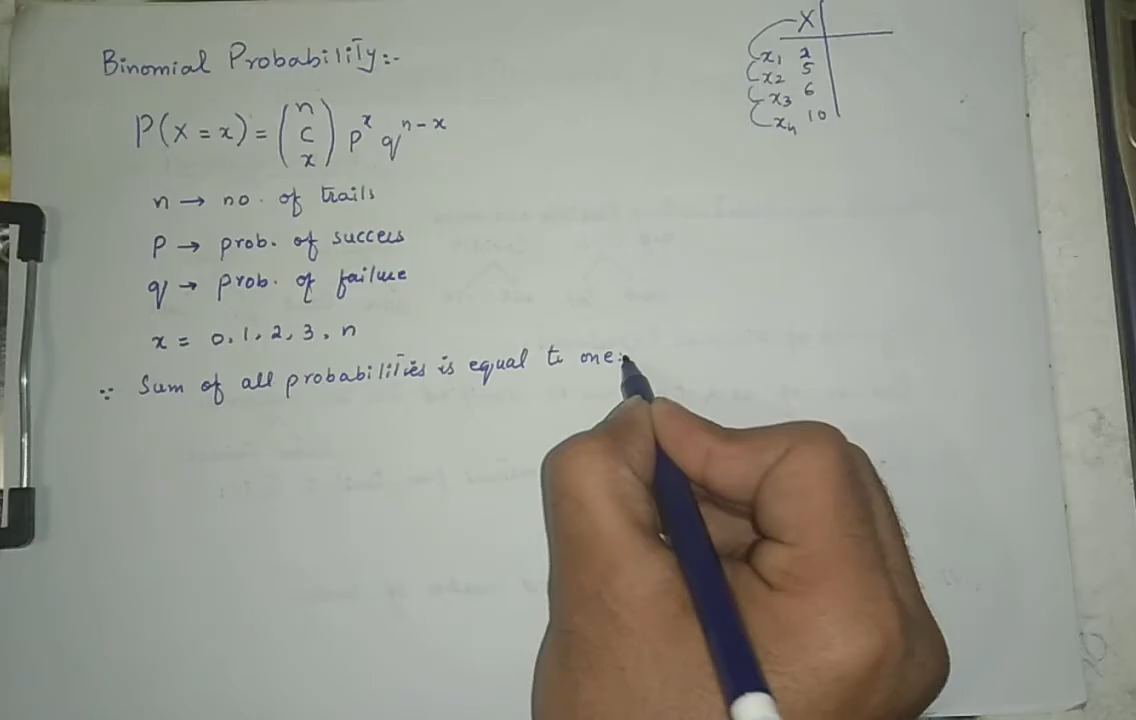 Binomial Probability:-
P(X = x) = (n c x) p^x q^n-x
n → no. of trails
p → prob. of success
q → prob. of failure
x = 0, 1, 2, 3, n
∵ Sum of all probabilities is equal to one:
X
x1 2
x2 5
x3 6
x4 10